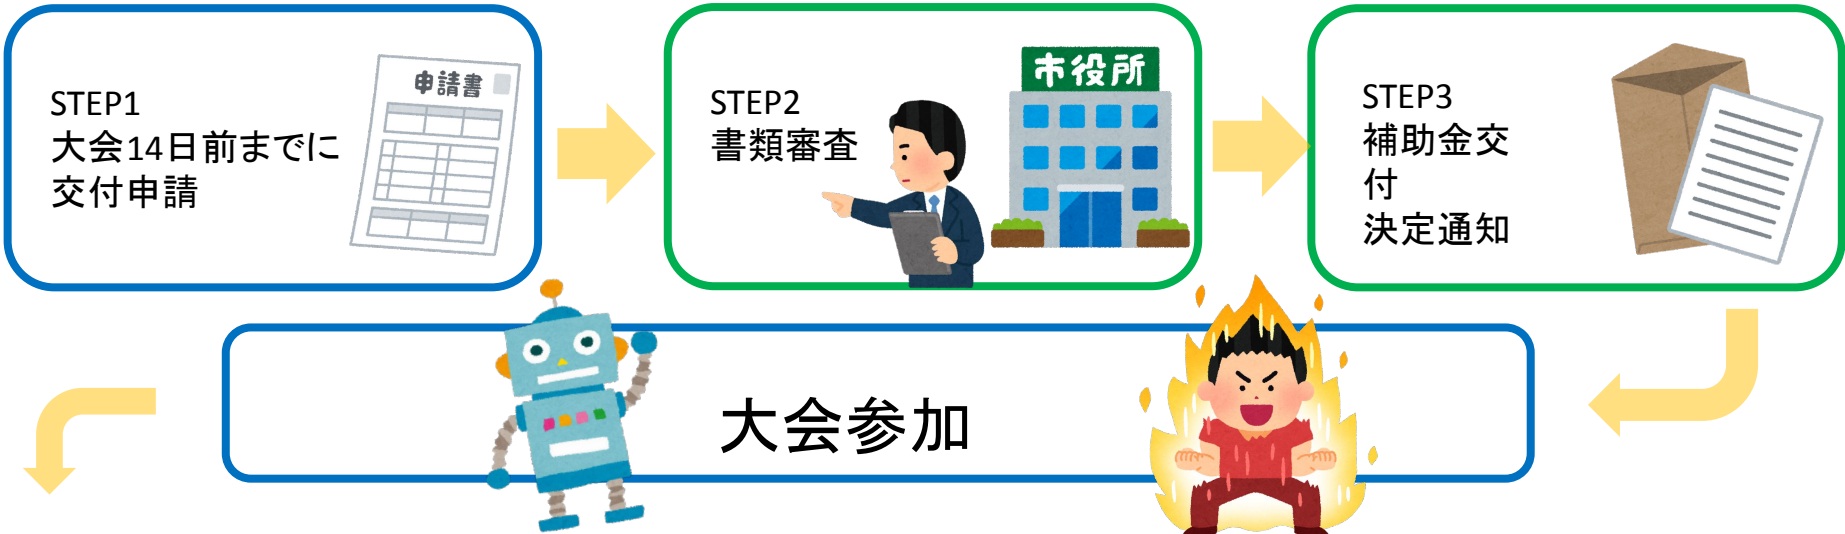 STEP1
大会14日前までに
交付申請
申請書
STEP2
書類審査
市役所
STEP3
補助金交
付
決定通知
大会参加